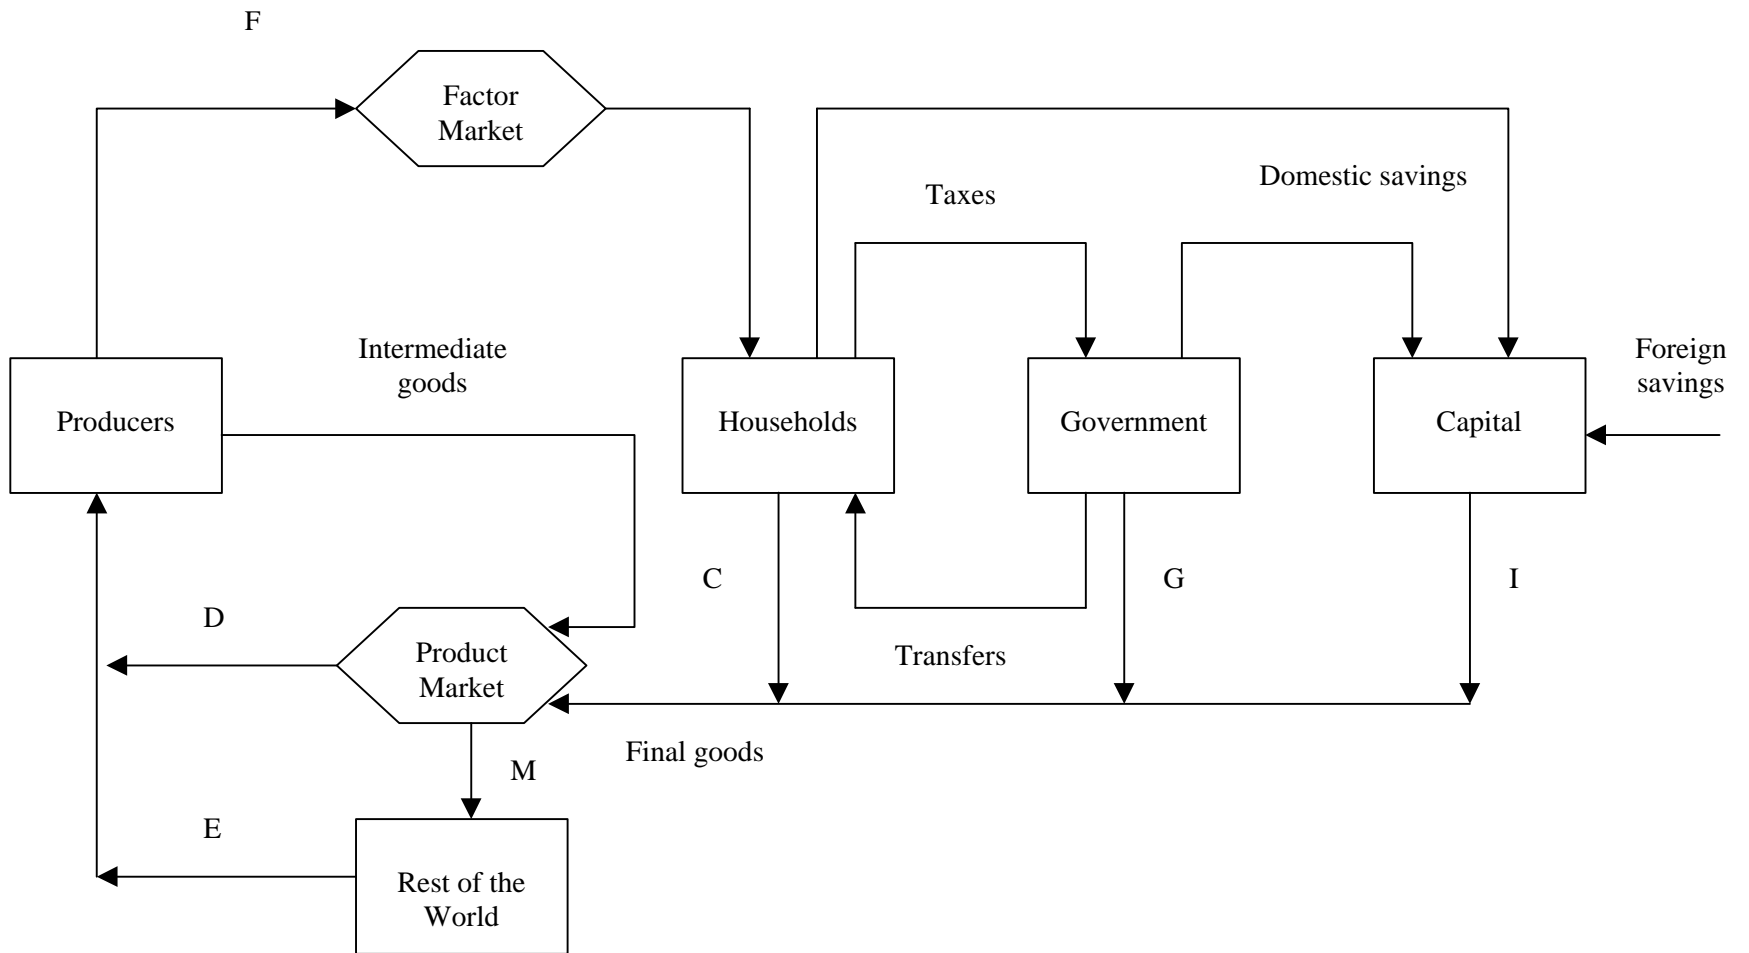 F
Factor
Market
Domestic savings
Taxes
Intermediate
goods
Foreign
savings
Producers
Households
Government
Capital
C
G
I
D
Product
Market
Transfers
Final goods
M
E
Rest of the
World